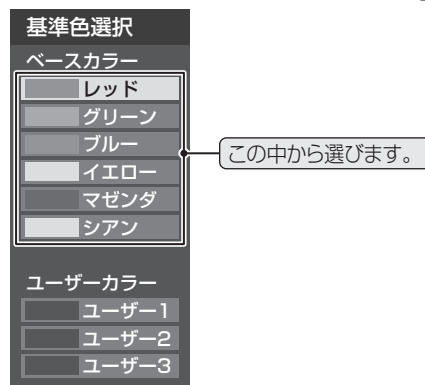 基準色選択
ベースカラー
レッド
グリーン
ブルー
イエロー
マゼンダ
シアン
この中から選びます。
ユーザーカラー
ユーザー1
ユーザー2
ユーザー3